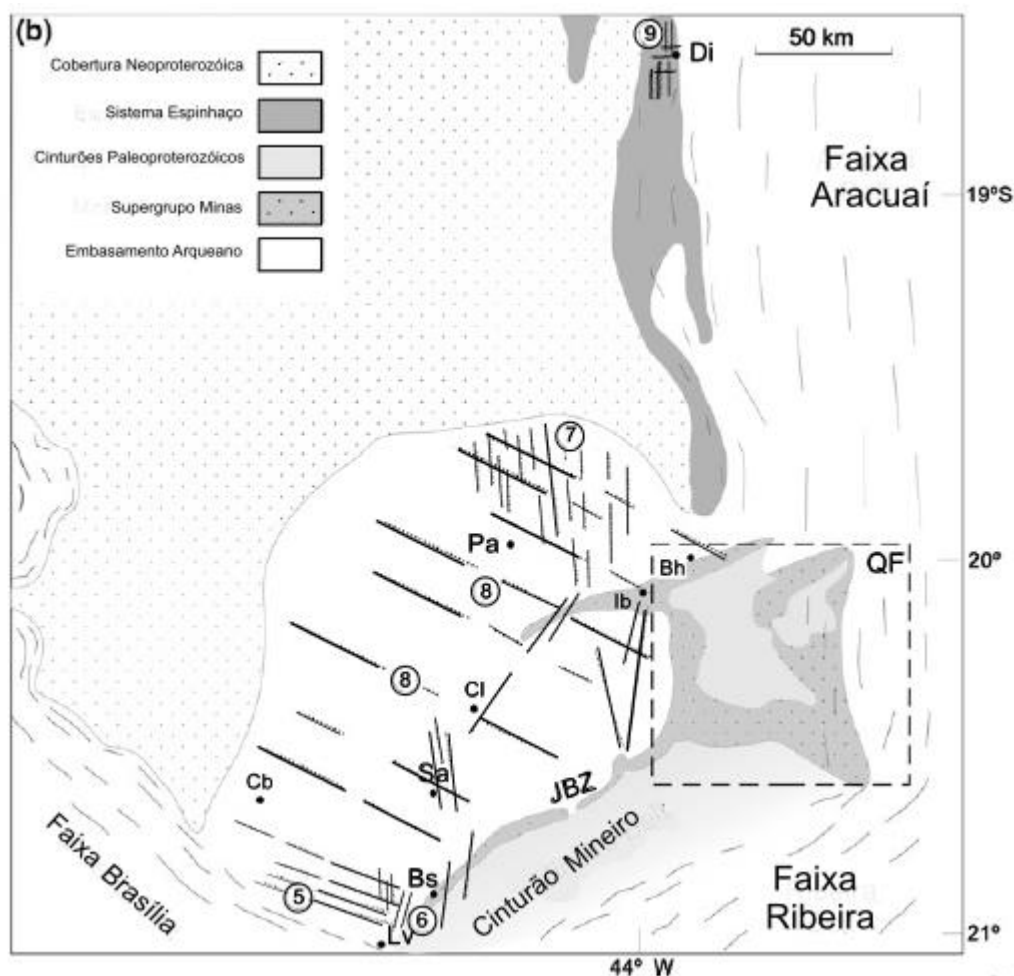 (b)
Cobertura Neoproterozóica
Sistema Espinhaço
Cinturões Paleoproterozóicos
Supergrupo Minas
Embasamento Arqueano
9
Di
50 km
Faixa
Aracuaí
19ºS
7
Pa
8
Bh
QF
20º
Ib
8
Cl
Sa
Cb
JBZ
Faixa Brasília
Bs
5
6
Lv
Cinturão Mineiro
Faixa
Ribeira
21º
44º W